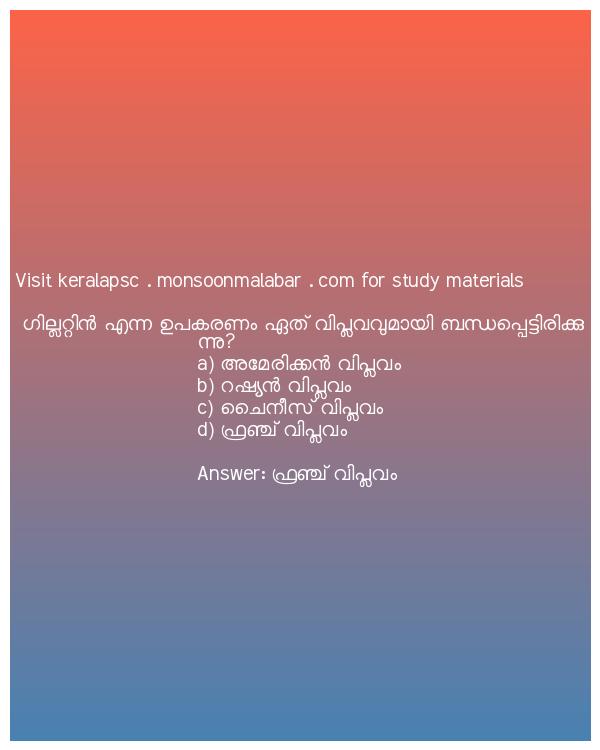 Visit keralapsc . monsoonmalabar . com for study materials
ഗില്ലറ്റിൻ എന്ന ഉപകരണം ഏത് വിപ്ലവവുമായി ബന്ധപ്പെട്ടിരിക്കു
ന്നു?
a) അമേരിക്കൻ വിപ്ലവം
b) റഷ്യൻ വിപ്ലവം
c) ചൈനീസ് വിപ്ലവം
d) ഫ്രഞ്ച് വിപ്ലവം
Answer: ഫ്രഞ്ച് വിപ്ലവം